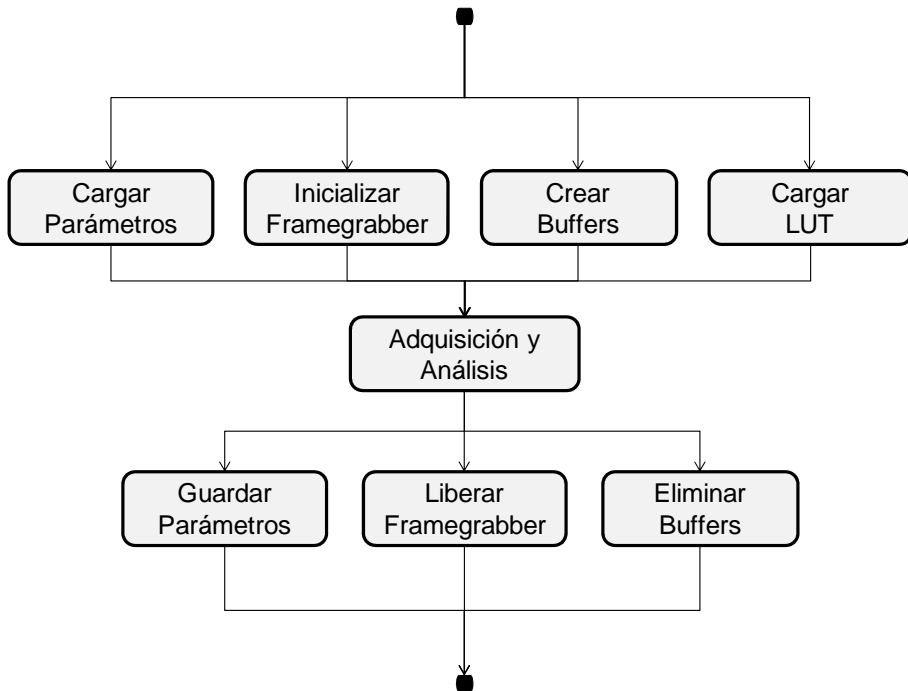 Cargar
Parámetros
Inicializar
Framegrabber
Crear
Buffers
Cargar
LUT
Adquisición y
Análisis
Guardar
Parámetros
Liberar
Framegrabber
Eliminar
Buffers